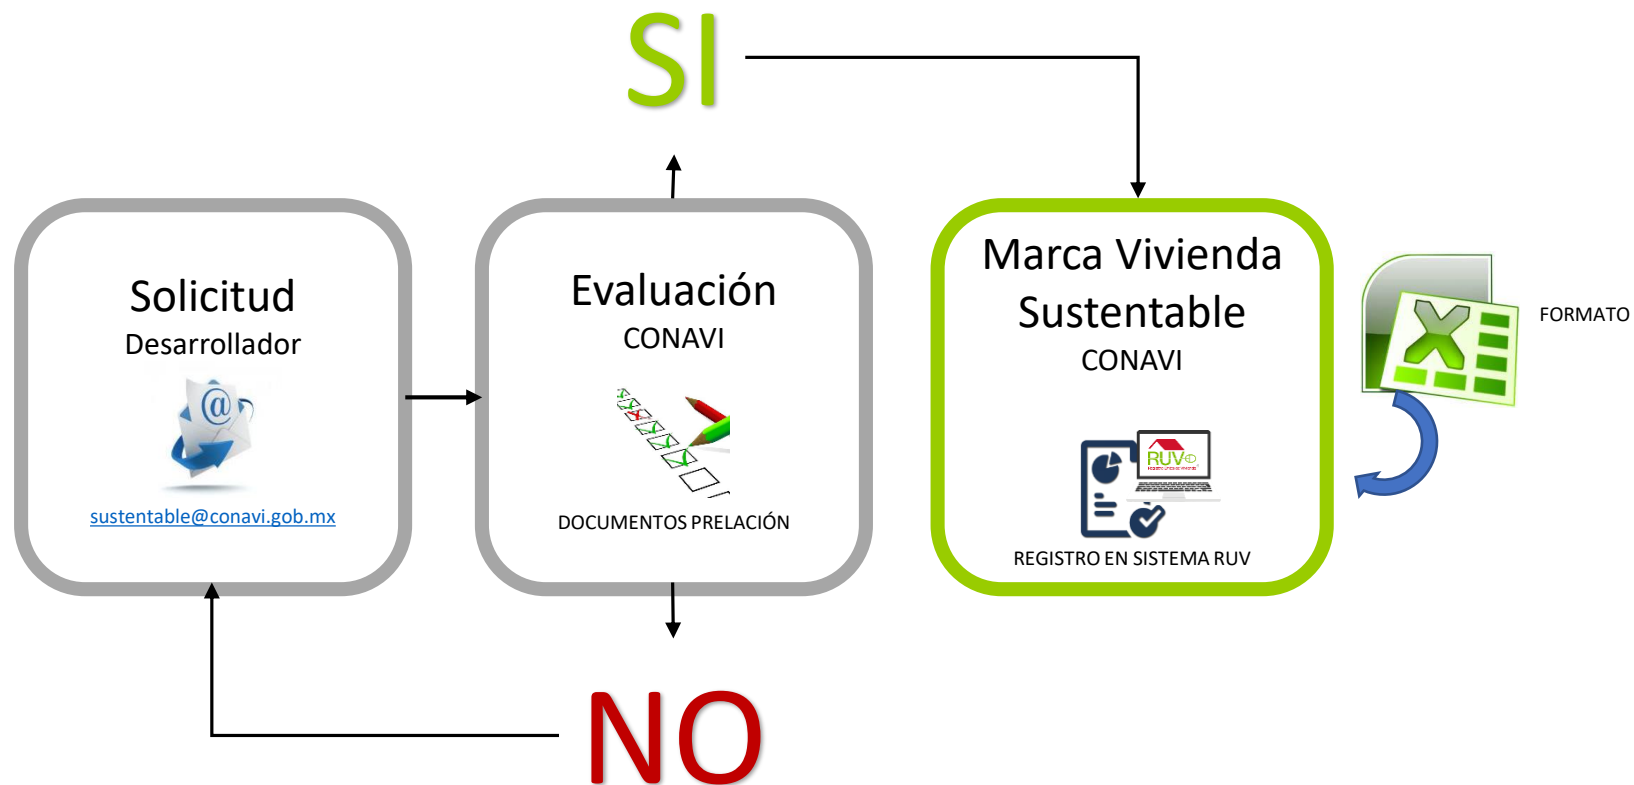 SI
Solicitud
Desarrollador
@
sustentable@conavi.gob.mx
Evaluación
CONAVI
DOCUMENTOS PRELACIÓN
Marca Vivienda
Sustentable
CONAVI
RUV
REGISTRO EN SISTEMA RUV
X
FORMATO
NO